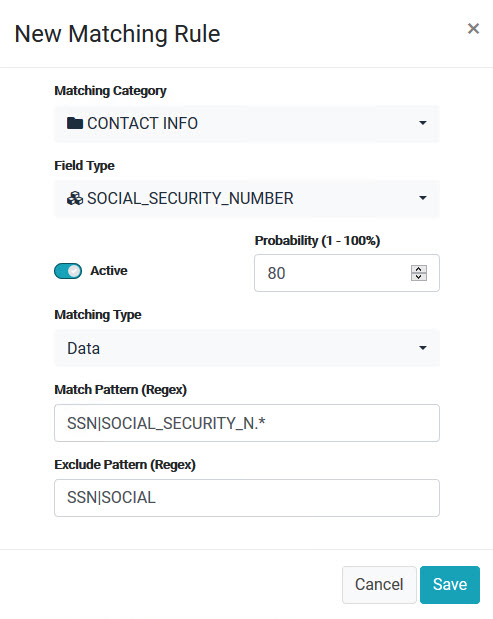 New Matching Rule
×
Matching Category
CONTACT INFO
Field Type
SOCIAL_SECURITY_NUMBER
Probability (1 - 100%)
Active
80
Matching Type
Data
Match Pattern (Regex)
SSN|SOCIAL_SECURITY_N.*
Exclude Pattern (Regex)
SSN|SOCIAL
Cancel
Save